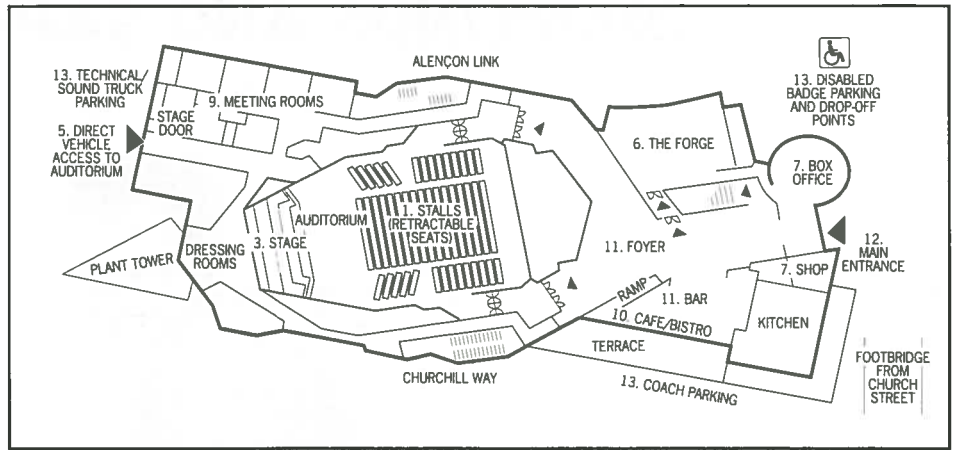 ALENÇON LINK
13. TECHNICAL/
SOUND TRUCK
PARKING
9. MEETING ROOMS
STAGE
DOOR
5. DIRECT
VEHICLE
ACCESS TO
AUDITORIUM
13. DISABLED
BADGE PARKING
AND DROP-OFF
POINTS
6. THE FORGE
7. BOX
OFFICE
AUDITORIUM
1. STALLS
(RETRACTABLE
SEATS)
3. STAGE
DRESSING
ROOMS
PLANT TOWER
11. FOYER
12.
MAIN
ENTRANCE
7. SHOP
RAMP
11. BAR
10. CAFE/BISTRO
KITCHEN
TERRACE
CHURCHILL WAY
13. COACH PARKING
FOOTBRIDGE
FROM
CHURCH
STREET